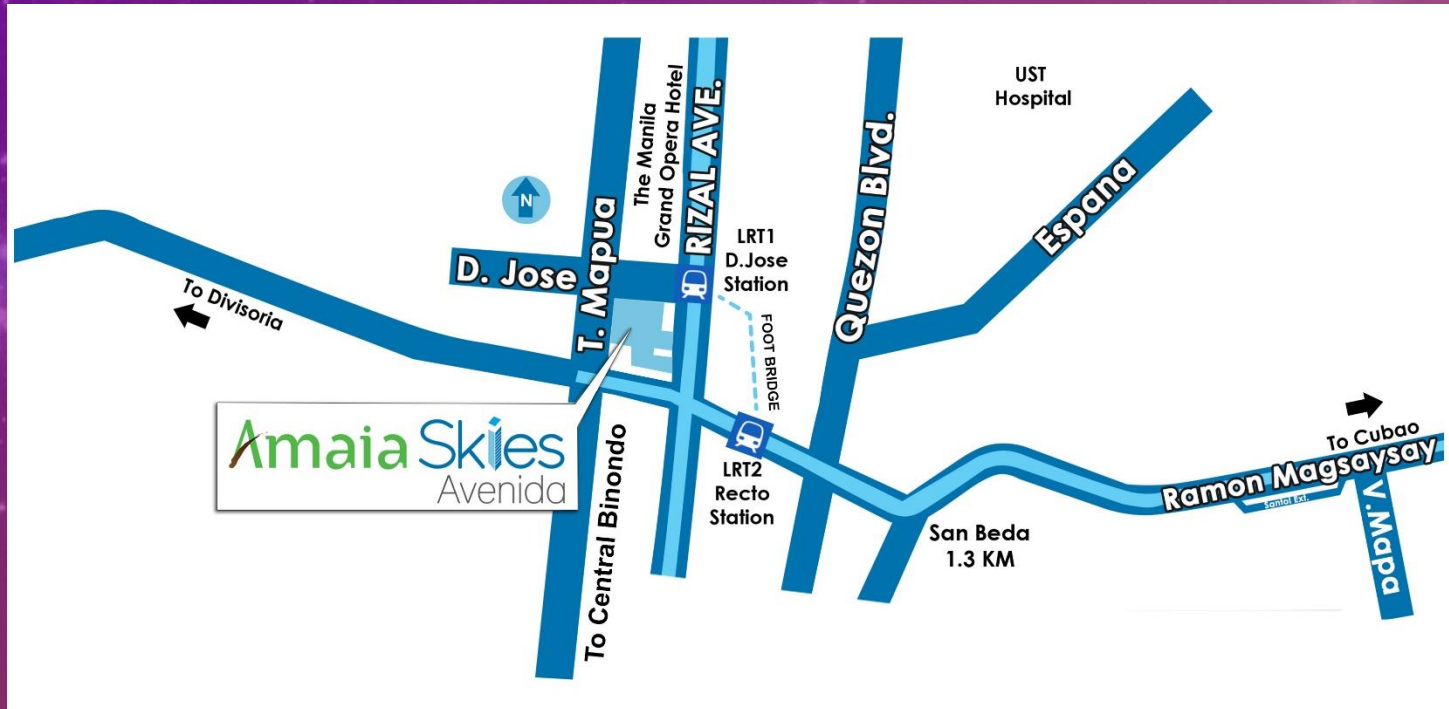 UST
Hospital
The Manila
Grand Opera Hotel
RIZAL AVE.
Quezon Blvd.
Espana
N
T. Mapua
D. Jose
LRT1
D.Jose
Station
To Divisoria
FOOT BRIDGE
Amaia Skies
Avenida
To Central Binondo
LRT2
Recto
Station
San Beda
1.3 KM
To Cubao
Ramon Magsaysay
Santol Ext.
V.Mapa